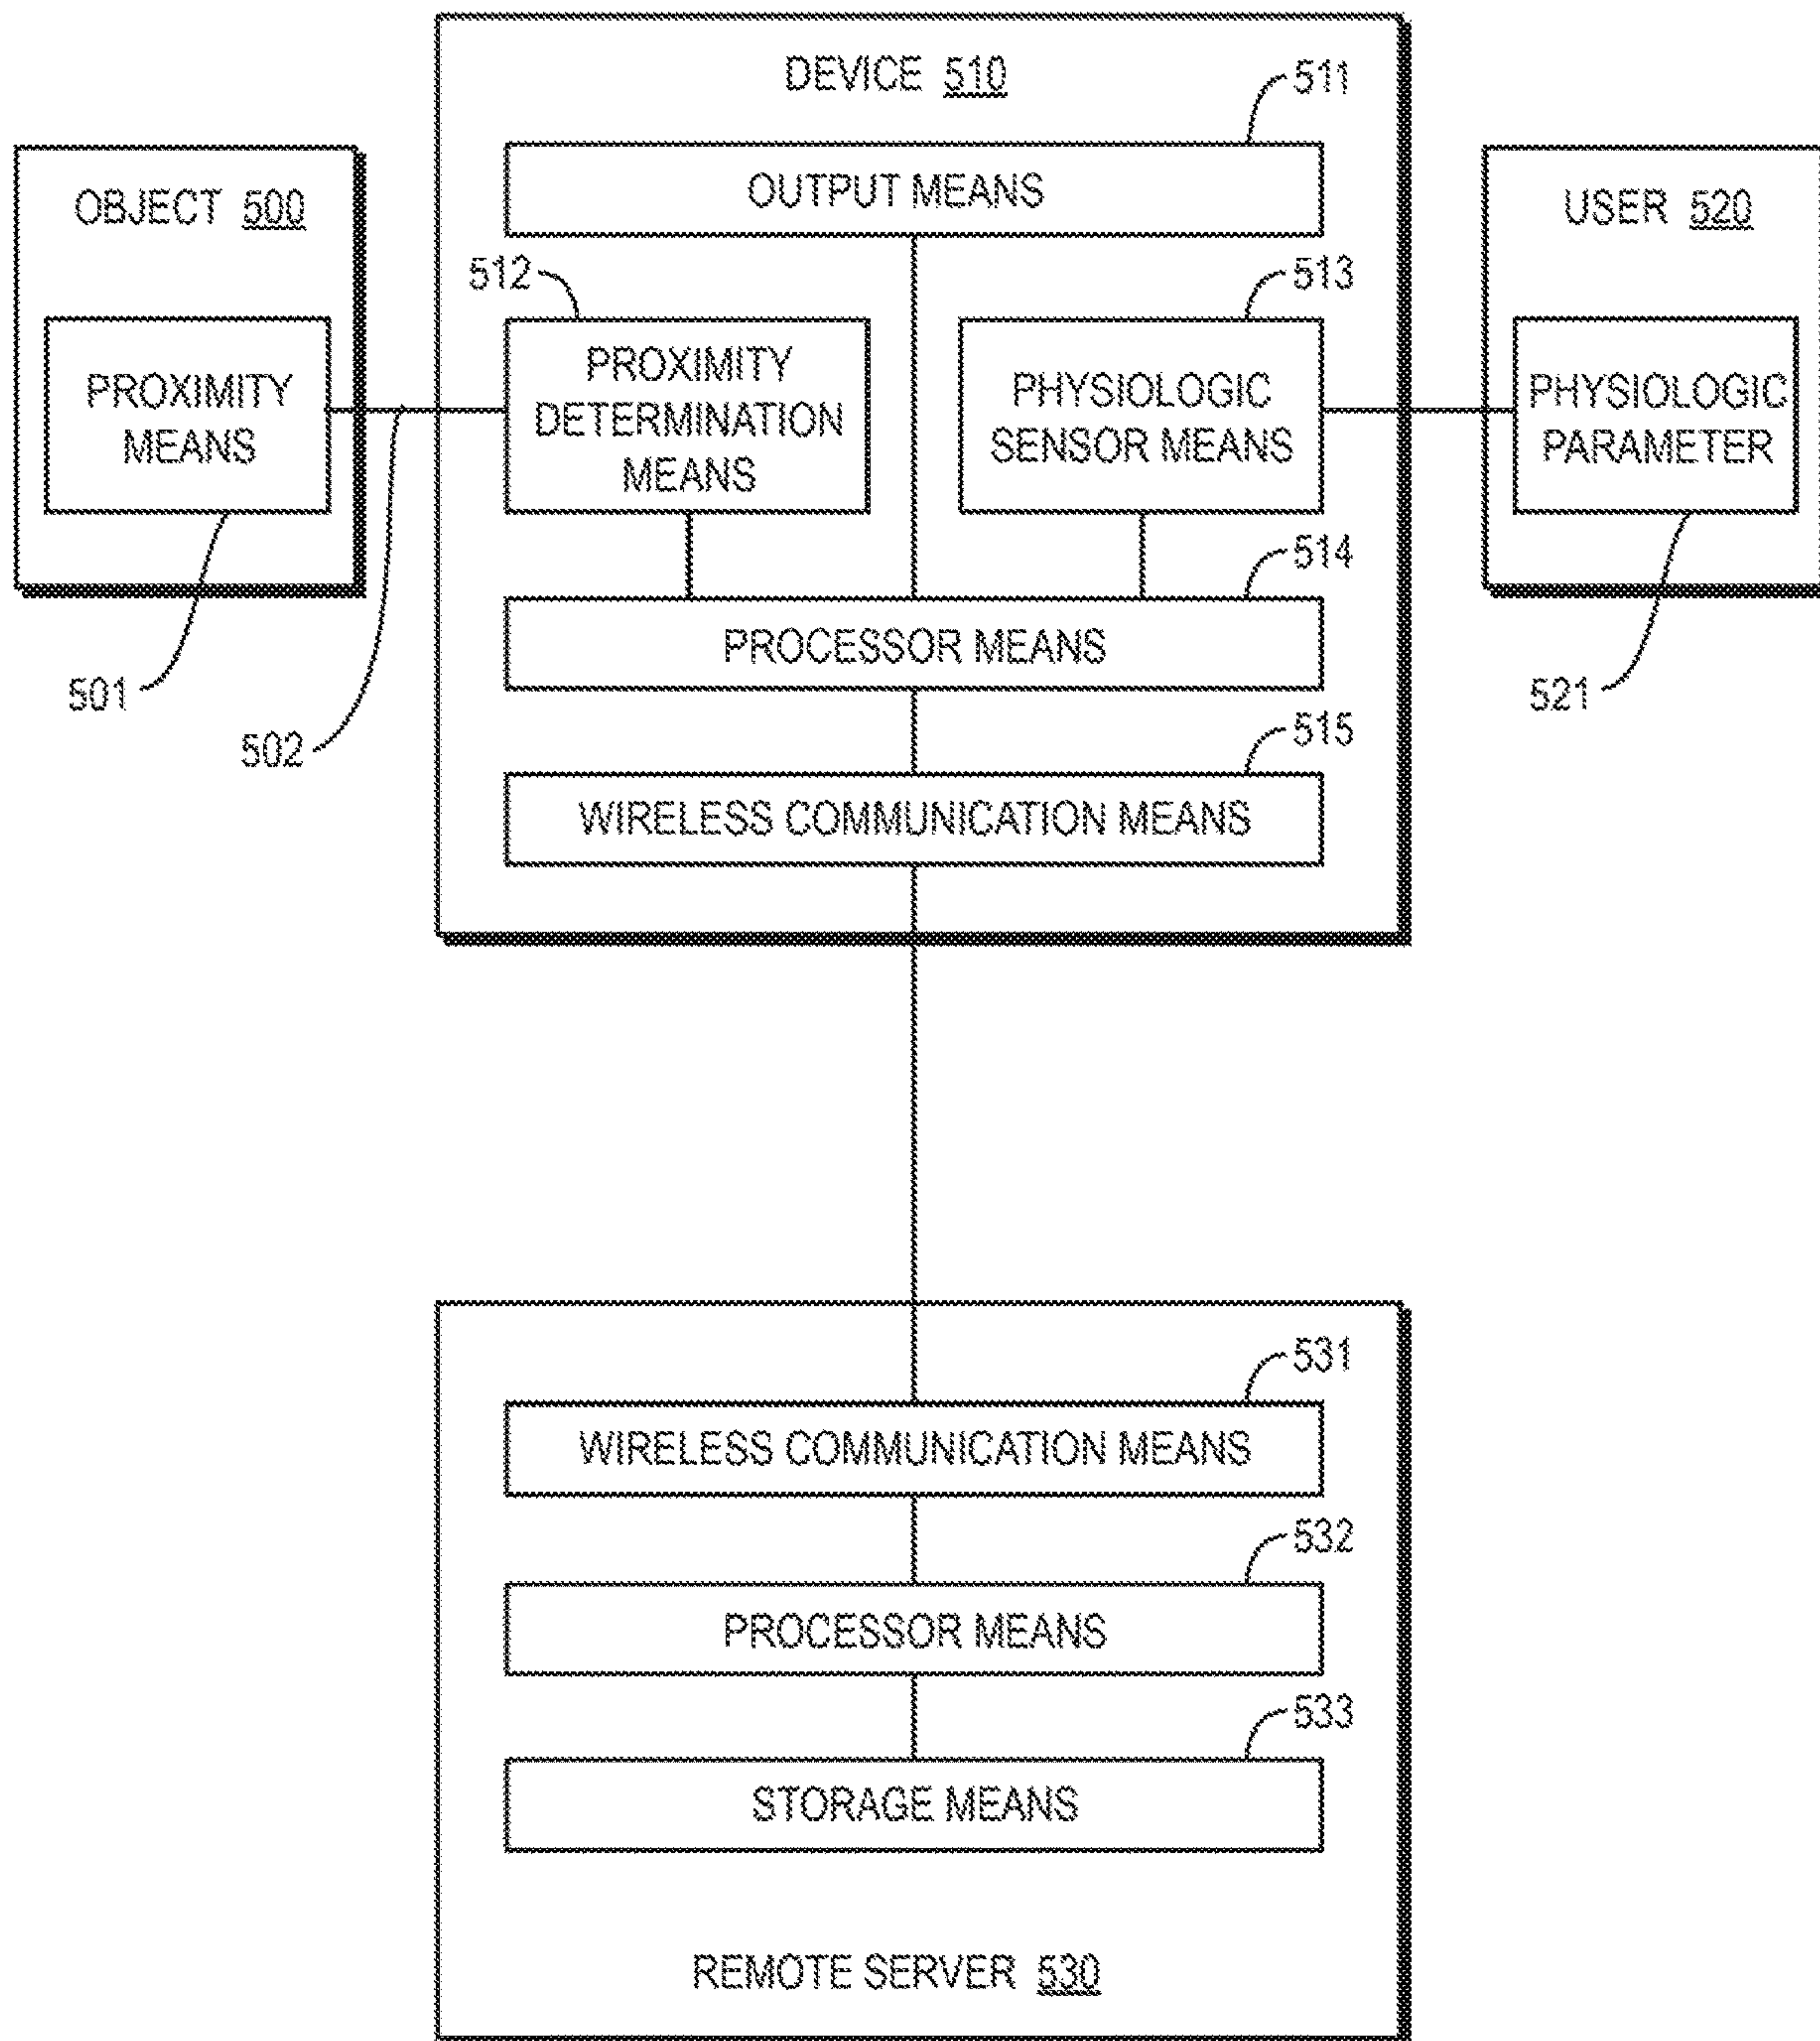 DEVICE 510
511
OUTPUT MEANS
OBJECT 500
USER 520
512
513
PROXIMITY
MEANS
PROXIMITY
DETERMINATION
MEANS
PHYSIOLOGIC
SENSOR MEANS
PHYSIOLOGIC
PARAMETER
514
PROCESSOR MEANS
501
502
521
515
WIRELESS COMMUNICATION MEANS
531
WIRELESS COMMUNICATION MEANS
532
PROCESSOR MEANS
533
STORAGE MEANS
REMOTE SERVER 530